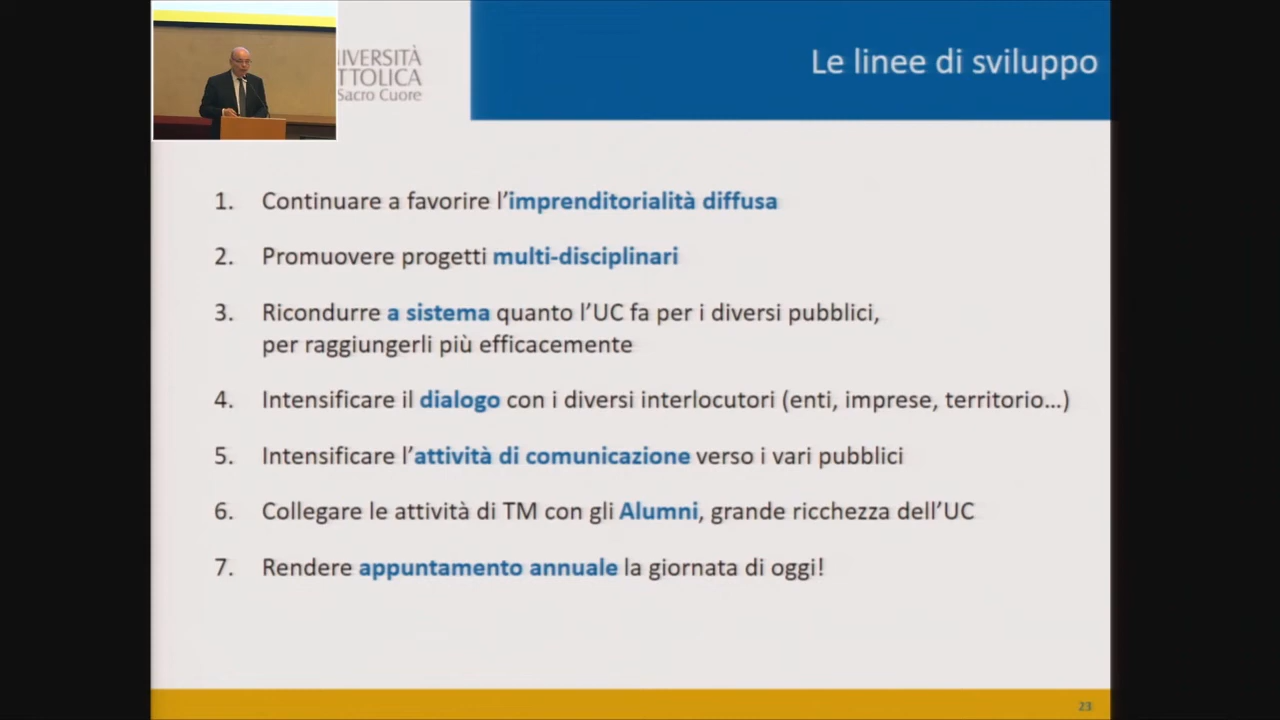 IVERSITÀ
TTOLICA
Sacro Cuore
Le linee di sviluppo
1. Continuare a favorire l'imprenditorialità diffusa
2. Promuovere progetti multi-disciplinari
3. Ricondurre a sistema quanto l'UC fa per i diversi pubblici,
per raggiungerli più efficacemente
4. Intensificare il dialogo con i diversi interlocutori (enti, imprese, territorio...)
5. Intensificare l'attività di comunicazione verso i vari pubblici
6. Collegare le attività di TM con gli Alumni, grande ricchezza dell'UC
7. Rendere appuntamento annuale la giornata di oggi!
23